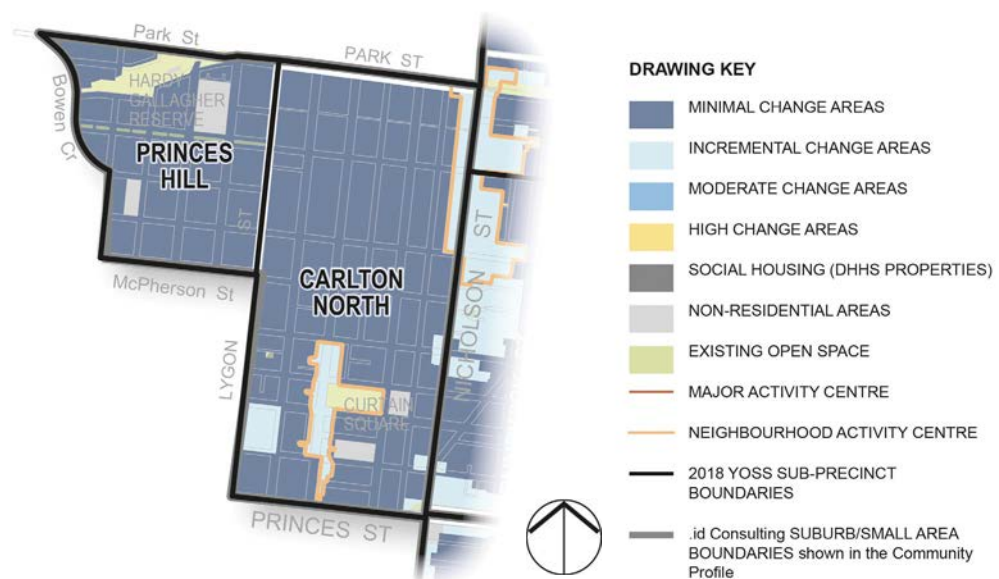 Park St
PARK ST
Bowen Cr
HARDY
GALLAGHER
RESERVE
PRINCES
HILL
ST
McPherson St
CARLTON
NORTH
NICHOLSON ST
LYGON
CURTAIN
SQUARE
PRINCES ST
DRAWING KEY
MINIMAL CHANGE AREAS
INCREMENTAL CHANGE AREAS
MODERATE CHANGE AREAS
HIGH CHANGE AREAS
SOCIAL HOUSING (DHHS PROPERTIES)
NON-RESIDENTIAL AREAS
EXISTING OPEN SPACE
MAJOR ACTIVITY CENTRE
NEIGHBOURHOOD ACTIVITY CENTRE
2018 YOSS SUB-PRECINCT
BOUNDARIES
.id Consulting SUBURB/SMALL AREA
BOUNDARIES shown in the Community
Profile